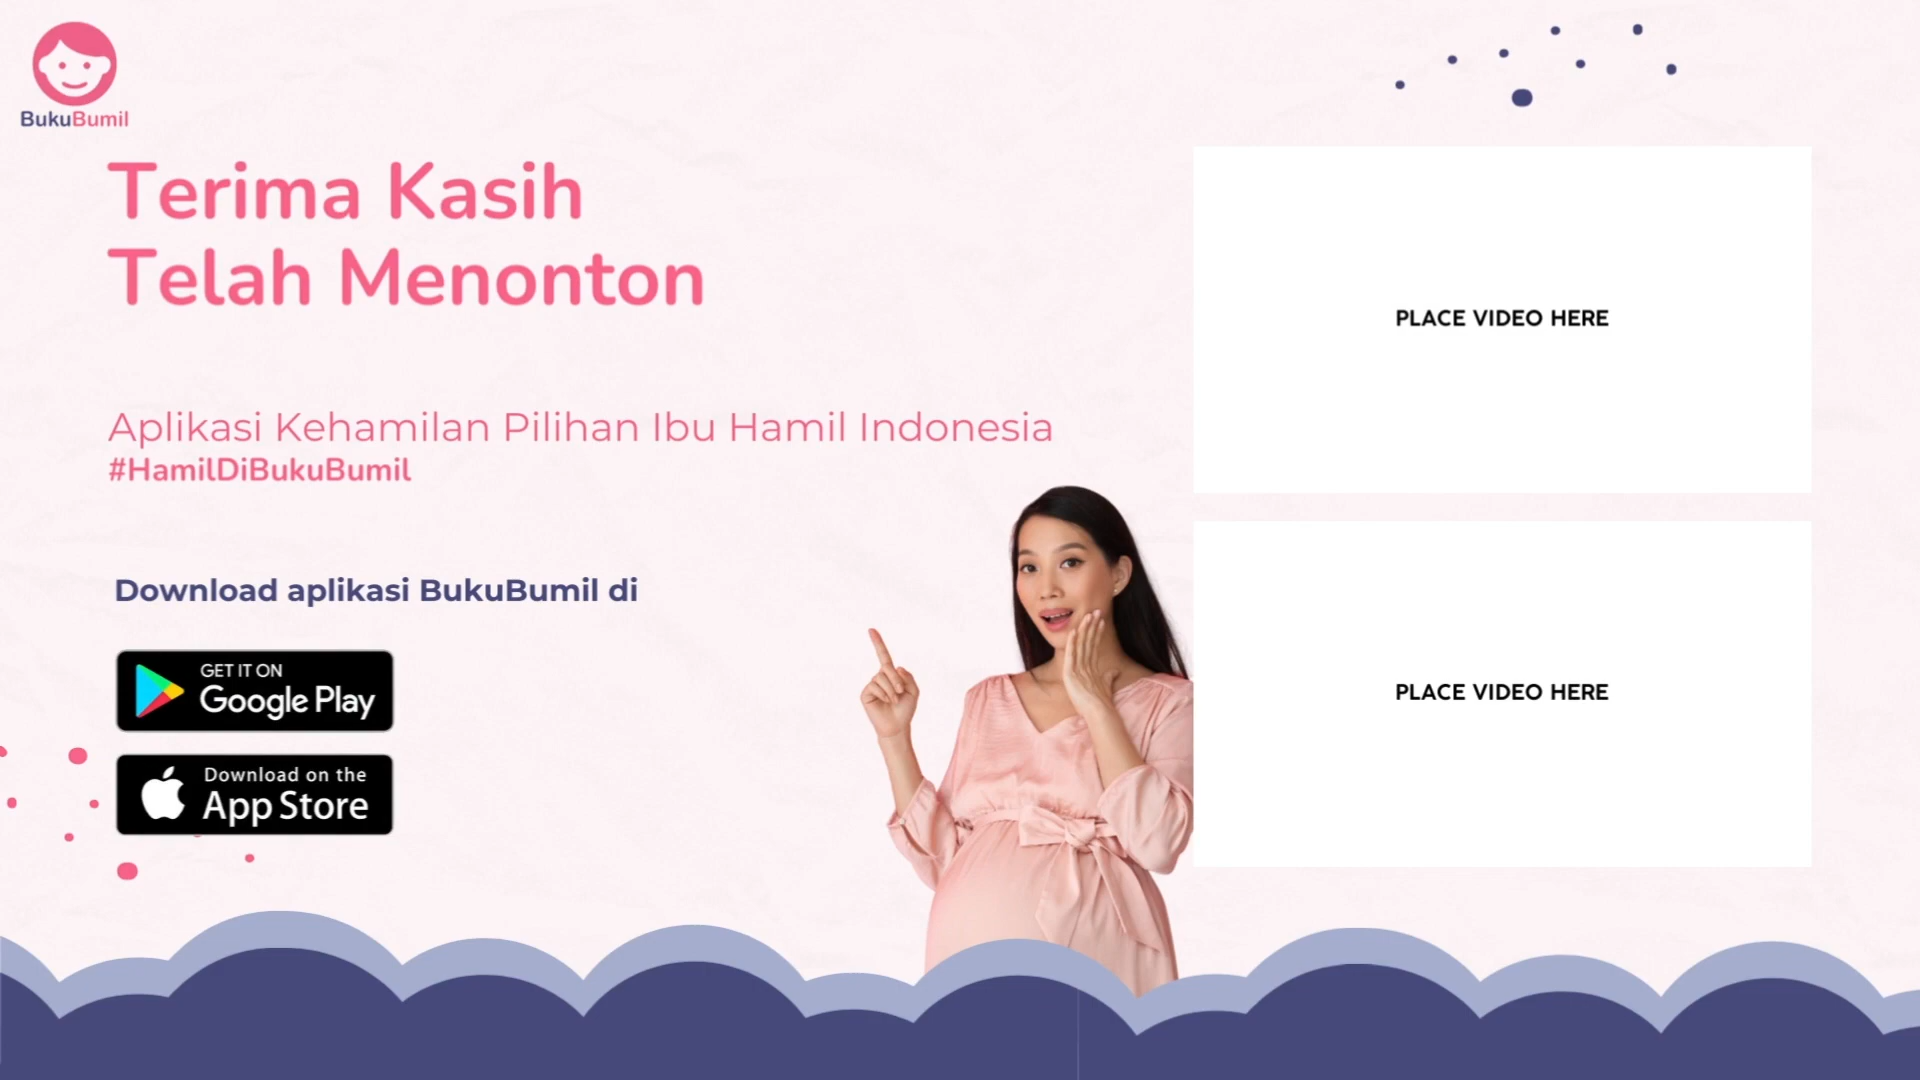 BukuBumil
Terima Kasih
Telah Menonton
Aplikasi Kehamilan Pilihan Ibu Hamil Indonesia
#HamilDiBukuBumil
Download aplikasi BukuBumil di
GET IT ON
Google Play
Download on the
App Store
PLACE VIDEO HERE
PLACE VIDEO HERE